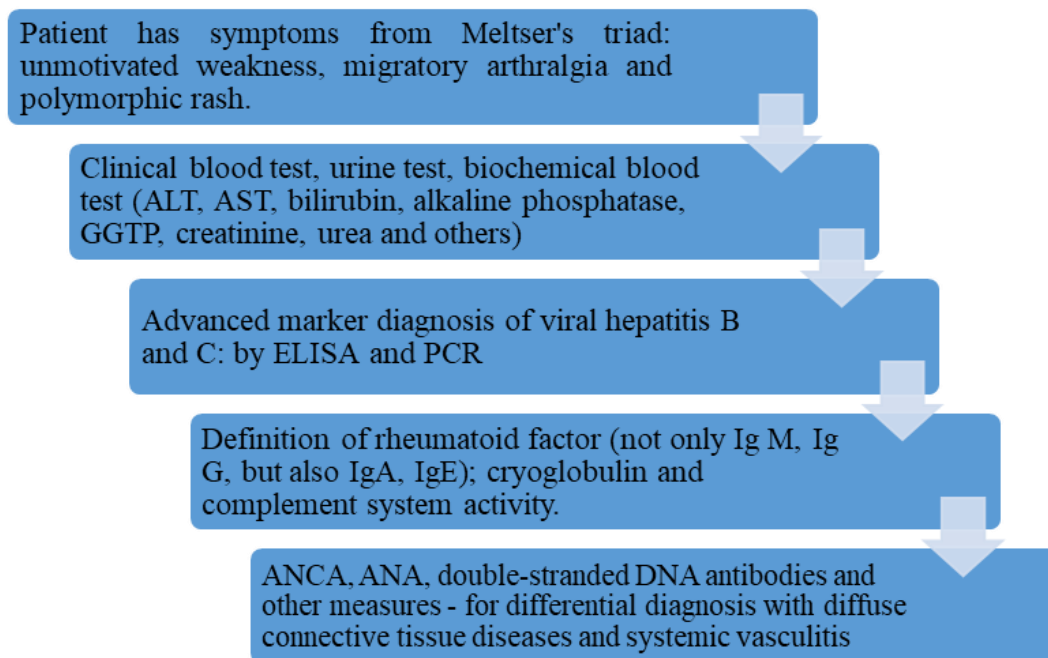 Patient has symptoms from Meltser's triad:
unmotivated weakness, migratory arthralgia and
polymorphic rash.
Clinical blood test, urine test, biochemical blood
test (ALT, AST, bilirubin, alkaline phosphatase,
GGTP, creatinine, urea and others)
Advanced marker diagnosis of viral hepatitis B
and C: by ELISA and PCR
Definition of rheumatoid factor (not only Ig M, Ig
G, but also IgA, IgE); cryoglobulin and
complement system activity.
ANCA, ANA, double-stranded DNA antibodies and
other measures - for differential diagnosis with diffuse
connective tissue diseases and systemic vasculitis